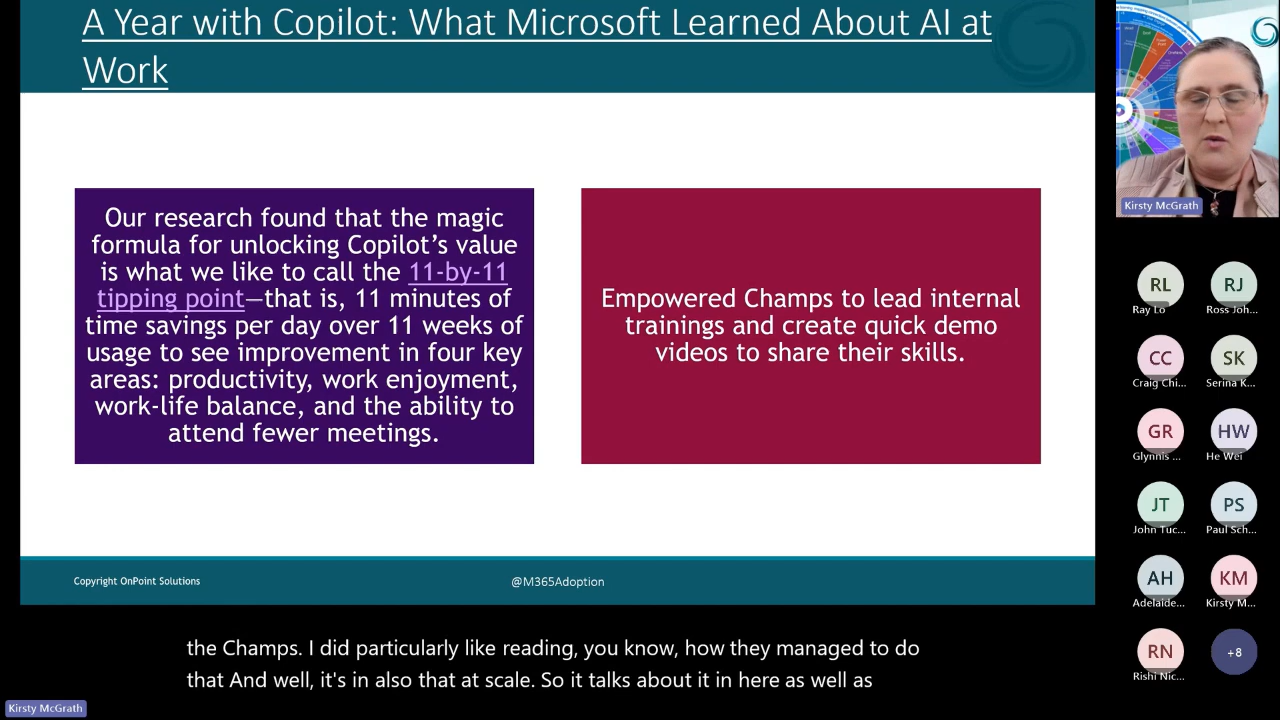 A Year with Copilot: What Microsoft Learned About AI at
Work
Our research found that the magic
formula for unlocking Copilot’s value
is what we like to call the 11-by-11
tipping point—that is, 11 minutes of
time savings per day over 11 weeks of
usage to see improvement in four key
areas: productivity, work enjoyment,
work-life balance, and the ability to
attend fewer meetings.
Empowered Champs to lead internal
trainings and create quick demo
videos to share their skills.
Copyright OnPoint Solutions
@M365Adoption
Kirsty McGrath
RL
Ray Lo
RJ
Ross Joh...
CC
Craig Chi...
SK
Serina K...
GR
Glynnis ...
HW
He Wei
JT
John Tuc...
PS
Paul Sch...
AH
Adelaide...
KM
Kirsty M...
RN
Rishi Nic...
+8
the Champs. I did particularly like reading, you know, how they managed to do
that And well, it's in also that at scale. So it talks about it in here as well as
Kirsty McGrath